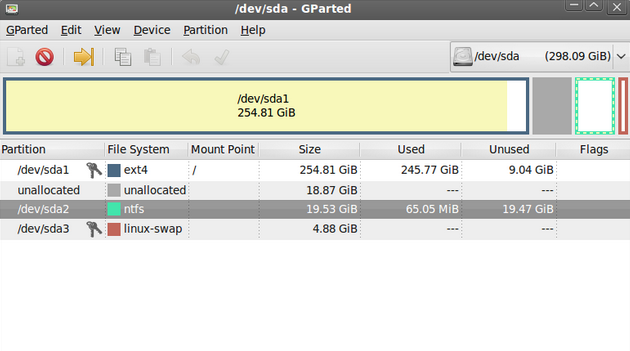 /dev/sda - GParted
GParted Edit View Device Partition Help
/dev/sda (298.09 GiB)
/dev/sda1
254.81 GiB
Partition File System Mount Point Size Used Unused Flags
/dev/sda1 ext4 / 254.81 GiB 245.77 GiB 9.04 GiB
unallocated unallocated 18.87 GiB --- ---
/dev/sda2 ntfs 19.53 GiB 65.05 MiB 19.47 GiB
/dev/sda3 linux-swap 4.88 GiB --- ---